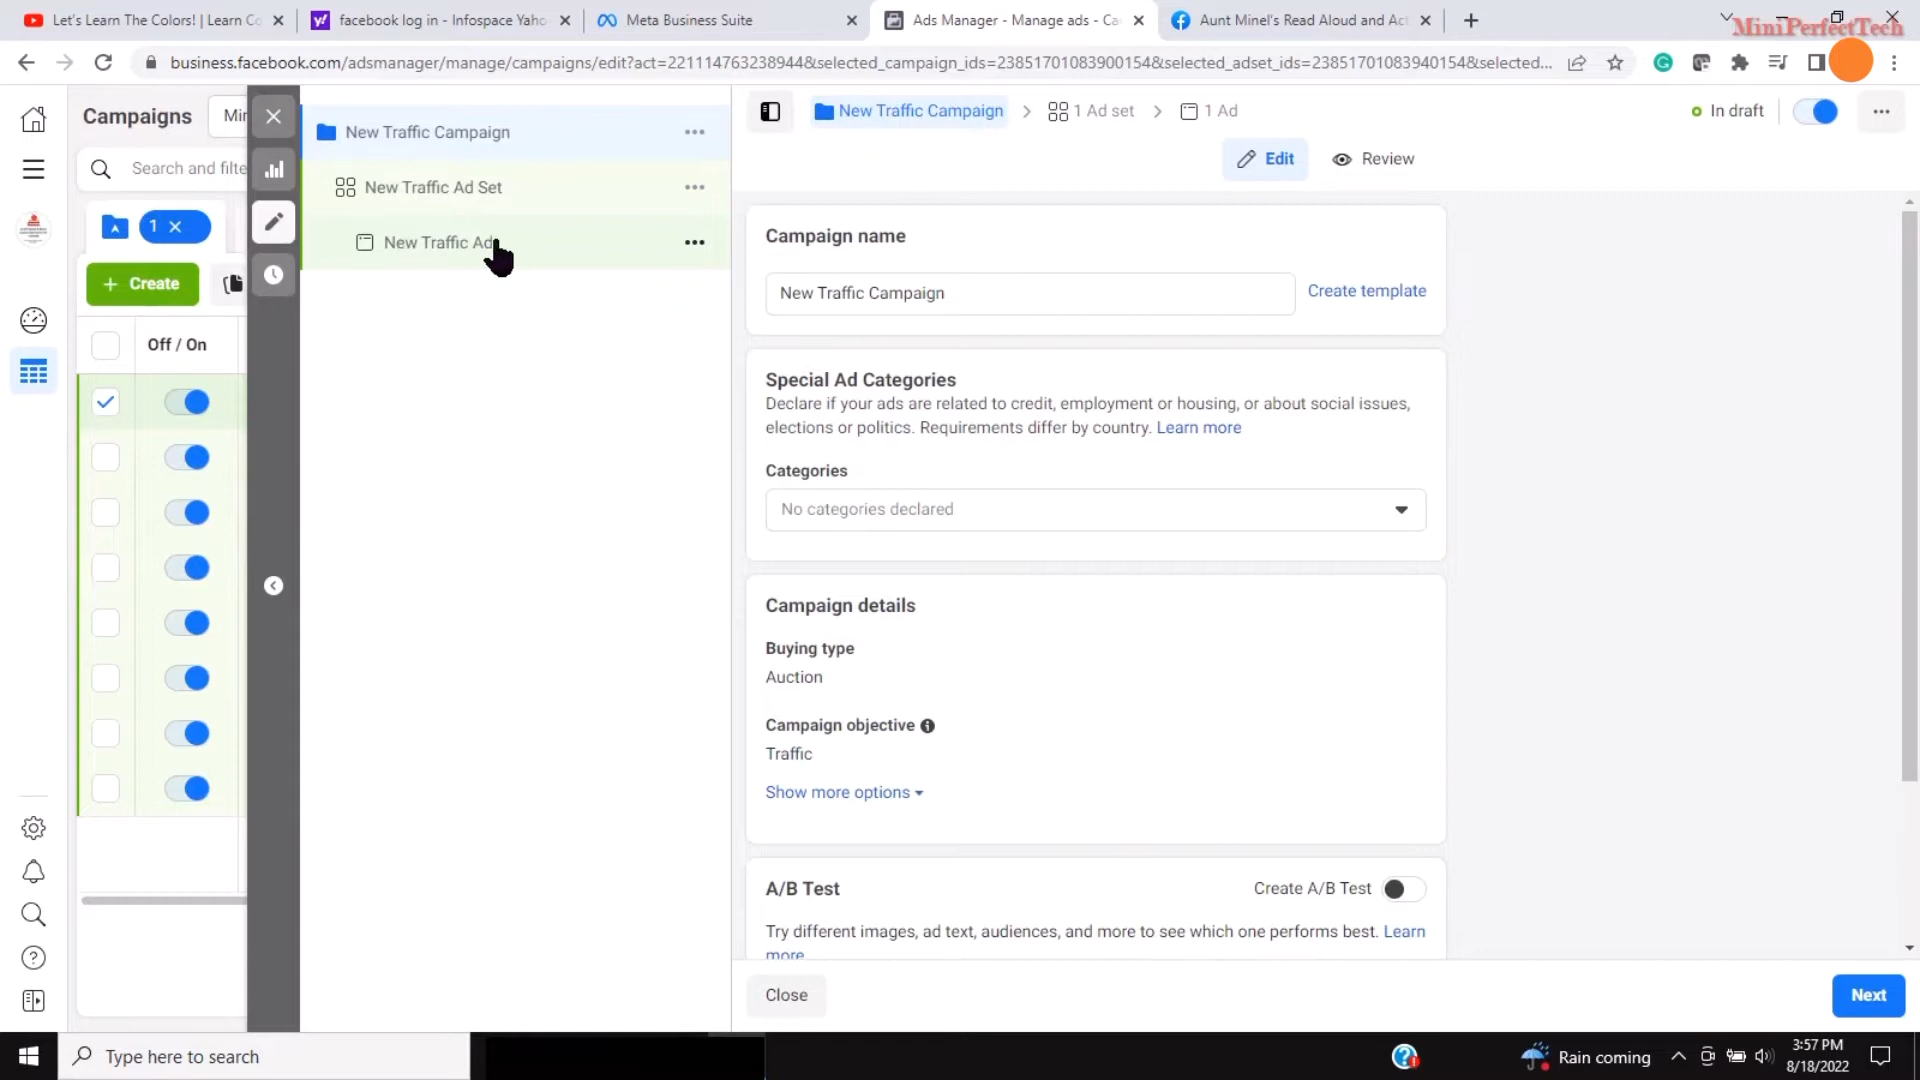 Let's Learn The Colors! | Learn Co
facebook log in - Infospace Yaho
Meta Business Suite
Ads Manager - Manage ads - Ca
Aunt Minel's Read Aloud and Act
MiniPerfectTech
business.facebook.com/adsmanager/manage/campaigns/edit?act=221114763238944&selected_campaign_ids=23851701083900154&selected_adset_ids=23851701083940154&selected...
Campaigns
Min
Search and filte
1
+ Create
Off / On
New Traffic Campaign
New Traffic Ad Set
New Traffic Ad
New Traffic Campaign
1 Ad set
1 Ad
In draft
Edit
Review
Campaign name
New Traffic Campaign
Create template
Special Ad Categories
Declare if your ads are related to credit, employment or housing, or about social issues,
elections or politics. Requirements differ by country. Learn more
Categories
No categories declared
Campaign details
Buying type
Auction
Campaign objective
Traffic
Show more options
A/B Test
Create A/B Test
Try different images, ad text, audiences, and more to see which one performs best. Learn
more
Close
Next
Type here to search
Rain coming
3:57 PM
8/18/2022